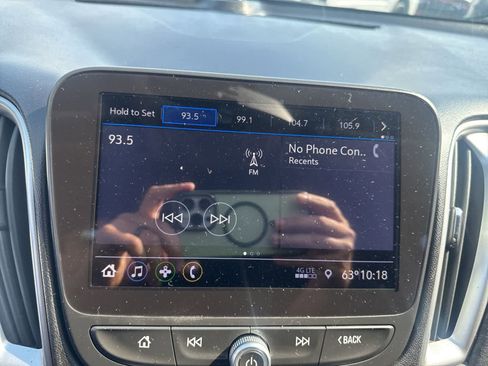 Hold to Set 93.5 99.1 104.7 105.9
93.5
No Phone Con..
Recents
FM
4G LTE
63° 10:18
BACK